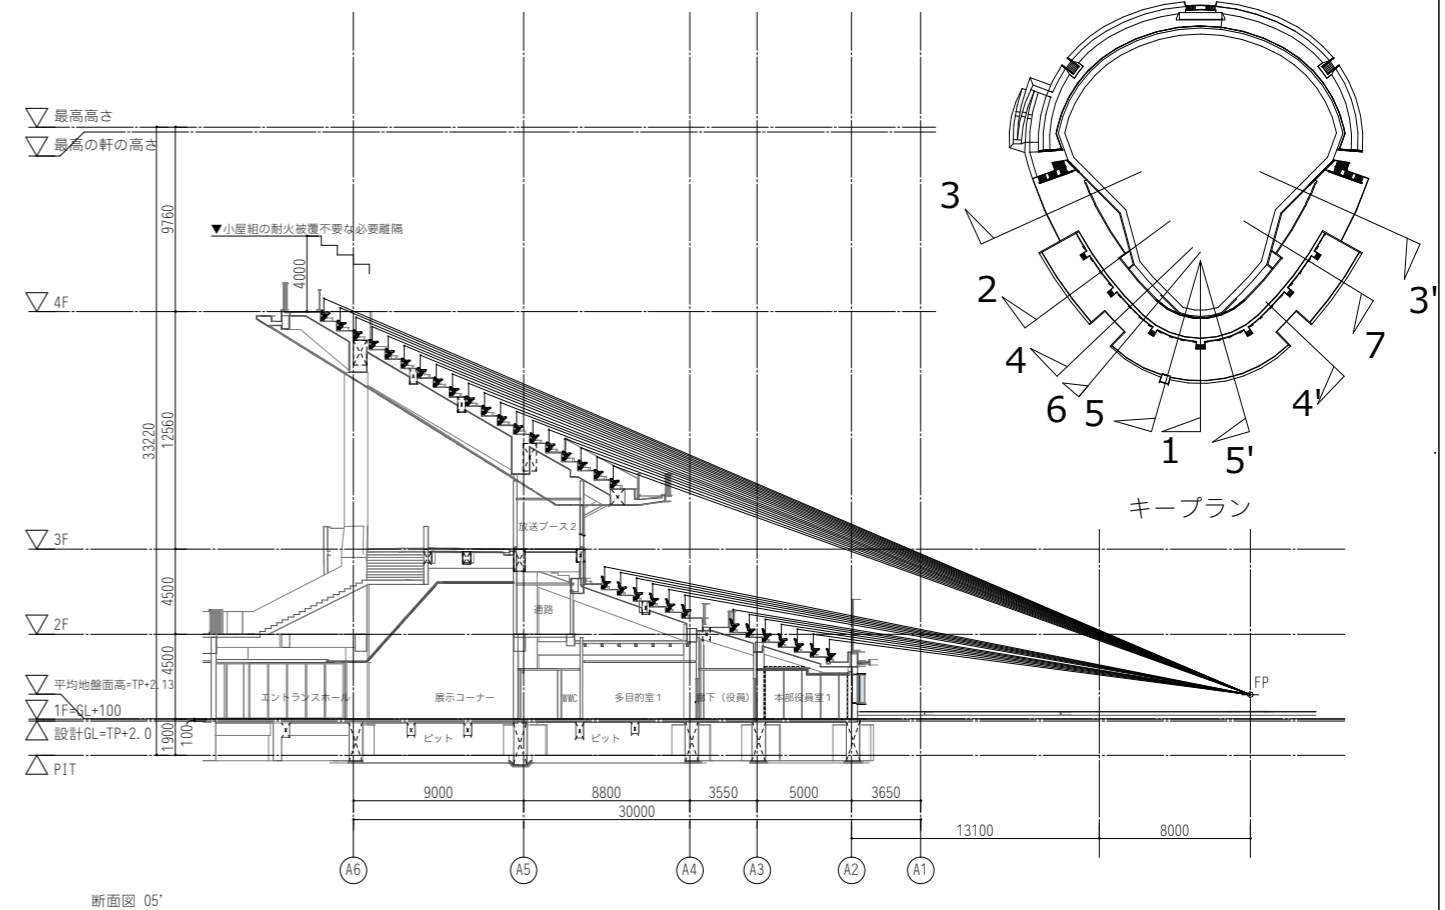 最高高さ
最高の軒の高さ
9760
▼小屋組の耐火被覆不要な必要離隔
4000
4F
33220
12560
放送ブース2
3F
4500
通路
2F
4500
平均地盤面高=TP+2.13
1F=GL+100
設計GL=TP+2.0
1900
100
PIT
エントランスホール
展示コーナー
WWC
多目的室1
廊下（役員）
本部役員室1
ピット
ピット
FP
9000
8800
3550
5000
3650
30000
13100
8000
A6
A5
A4
A3
A2
A1
断面図 05'
3
2
4
6
5
1
5'
4'
7
3'
キープラン